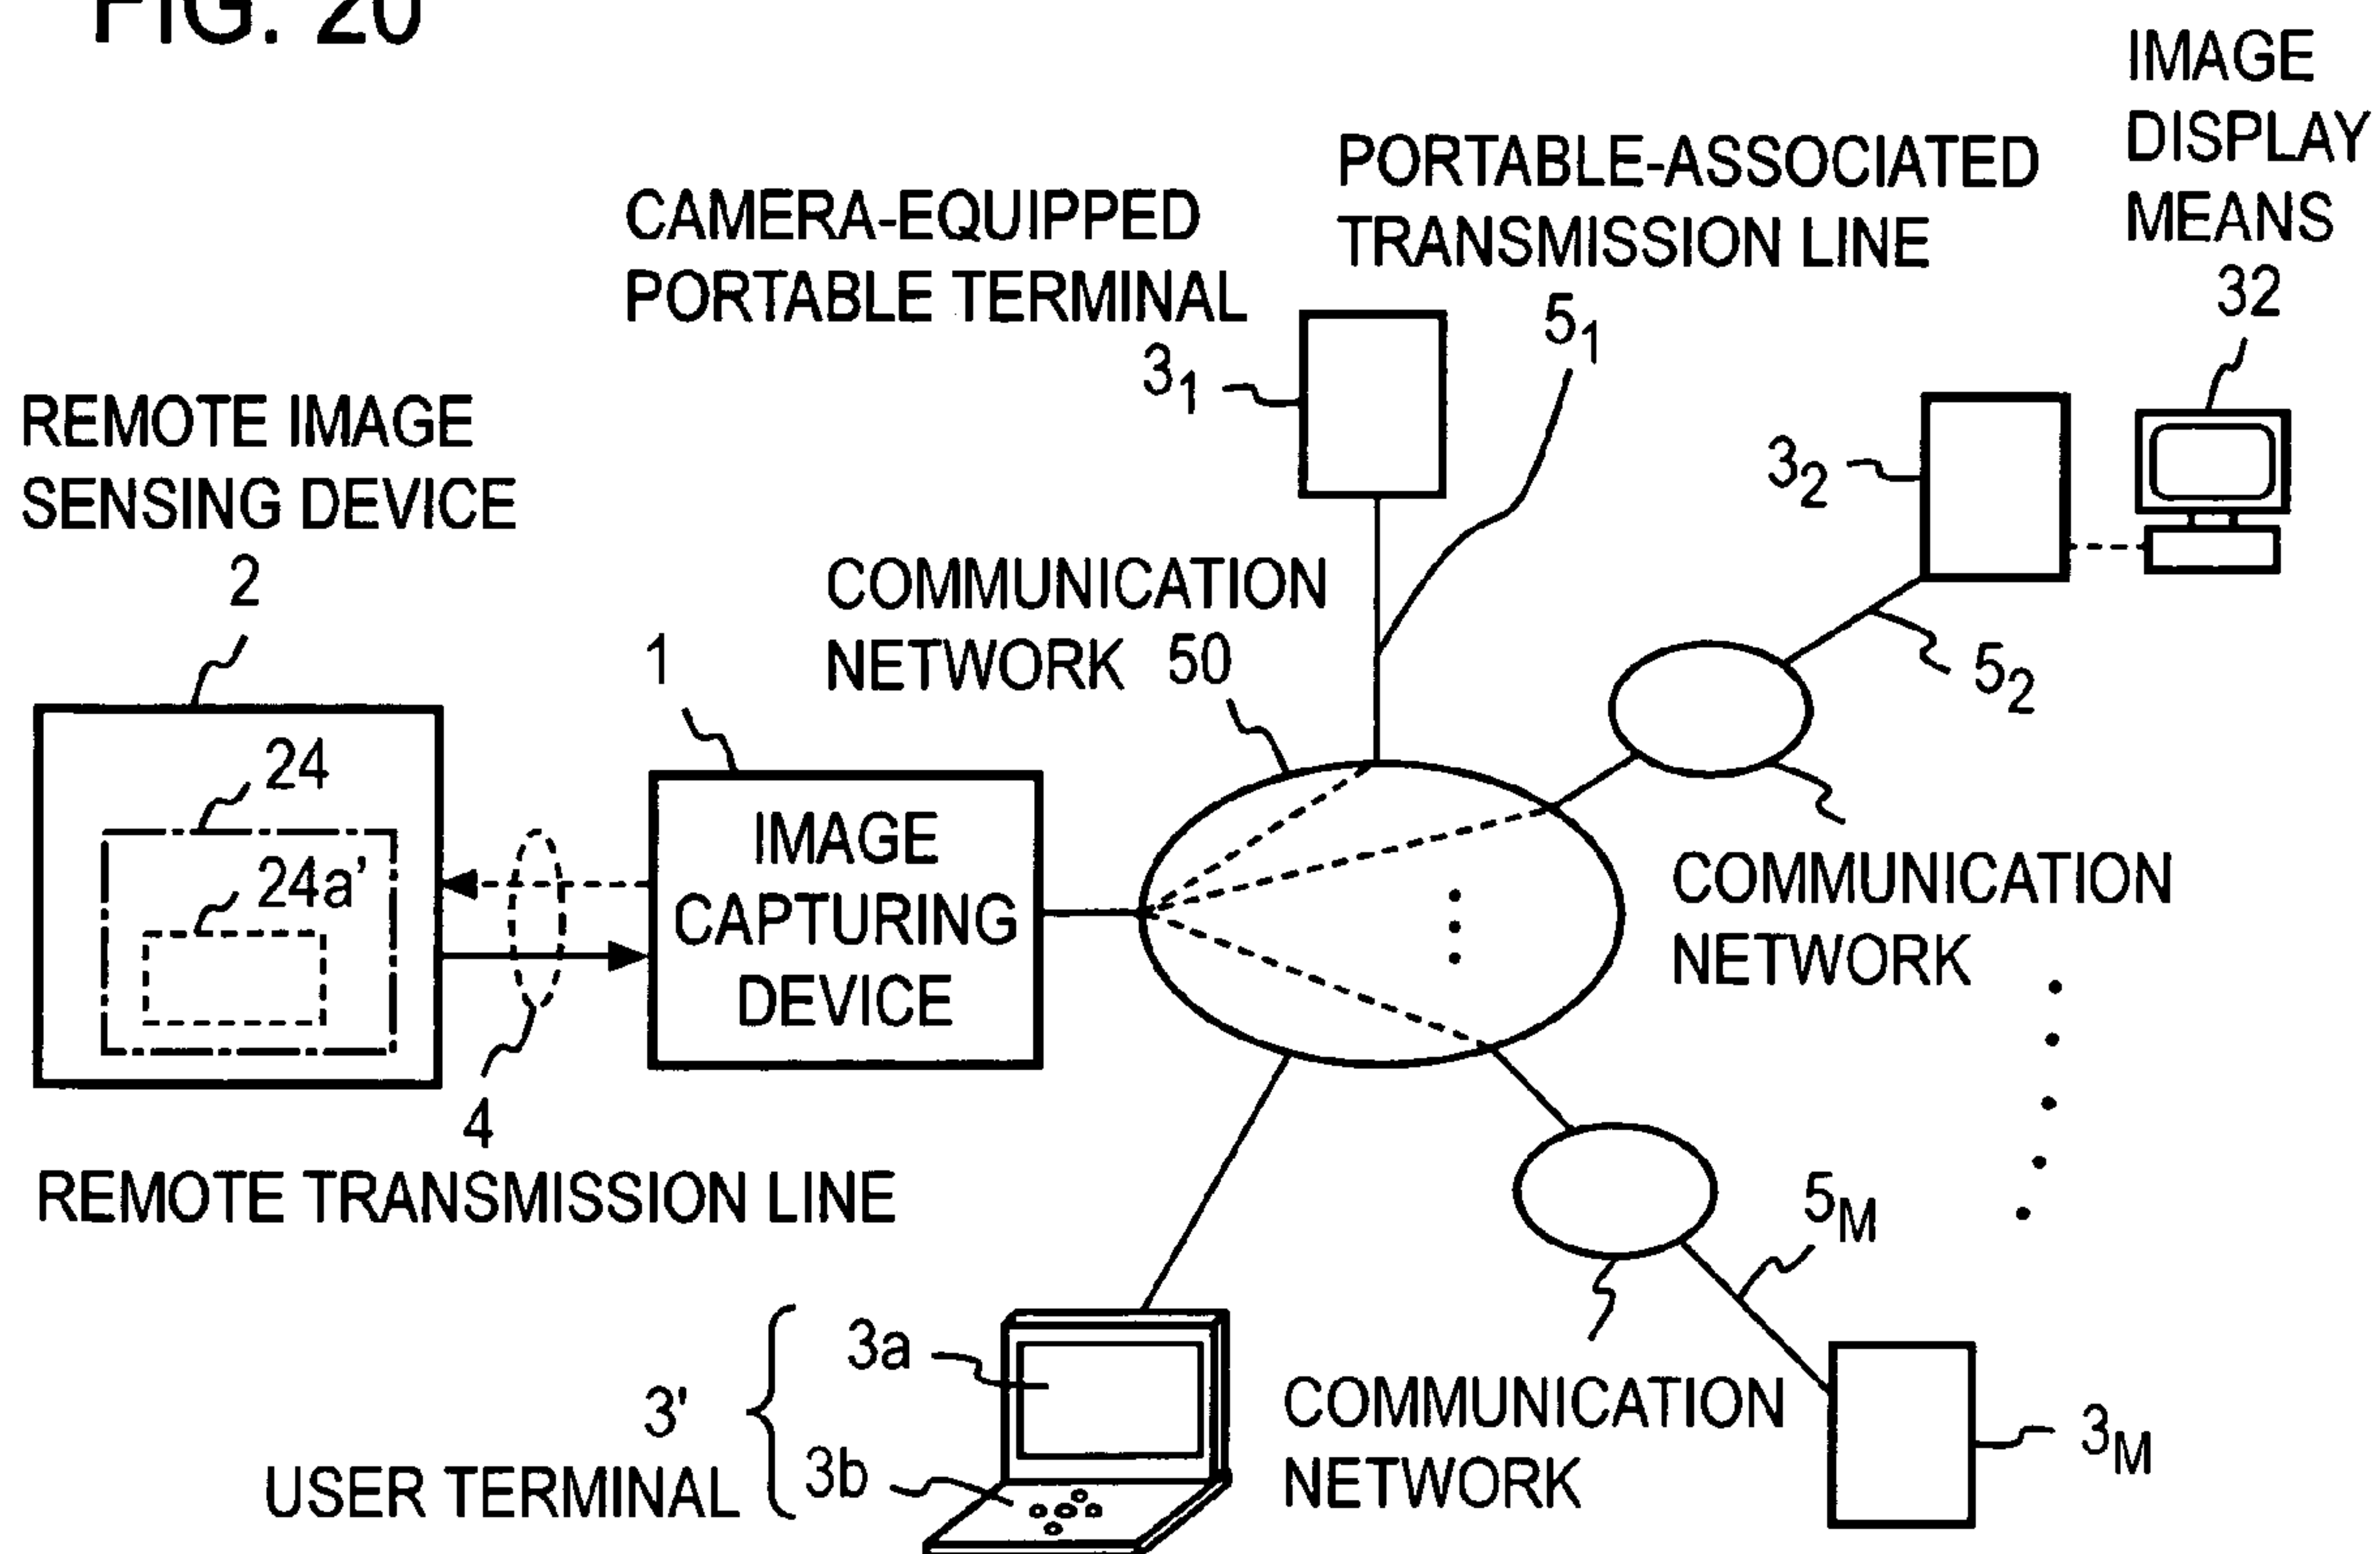 FIG. 20
IMAGE
DISPLAY
MEANS
32
PORTABLE-ASSOCIATED
TRANSMISSION LINE
5₁
CAMERA-EQUIPPED
PORTABLE TERMINAL
3₁
3₂
REMOTE IMAGE
SENSING DEVICE
2
COMMUNICATION
NETWORK 50
1
5₂
24
24a'
IMAGE
CAPTURING
DEVICE
COMMUNICATION
NETWORK
4
REMOTE TRANSMISSION LINE
5M
3a
3'
3b
USER TERMINAL
COMMUNICATION
NETWORK
3M